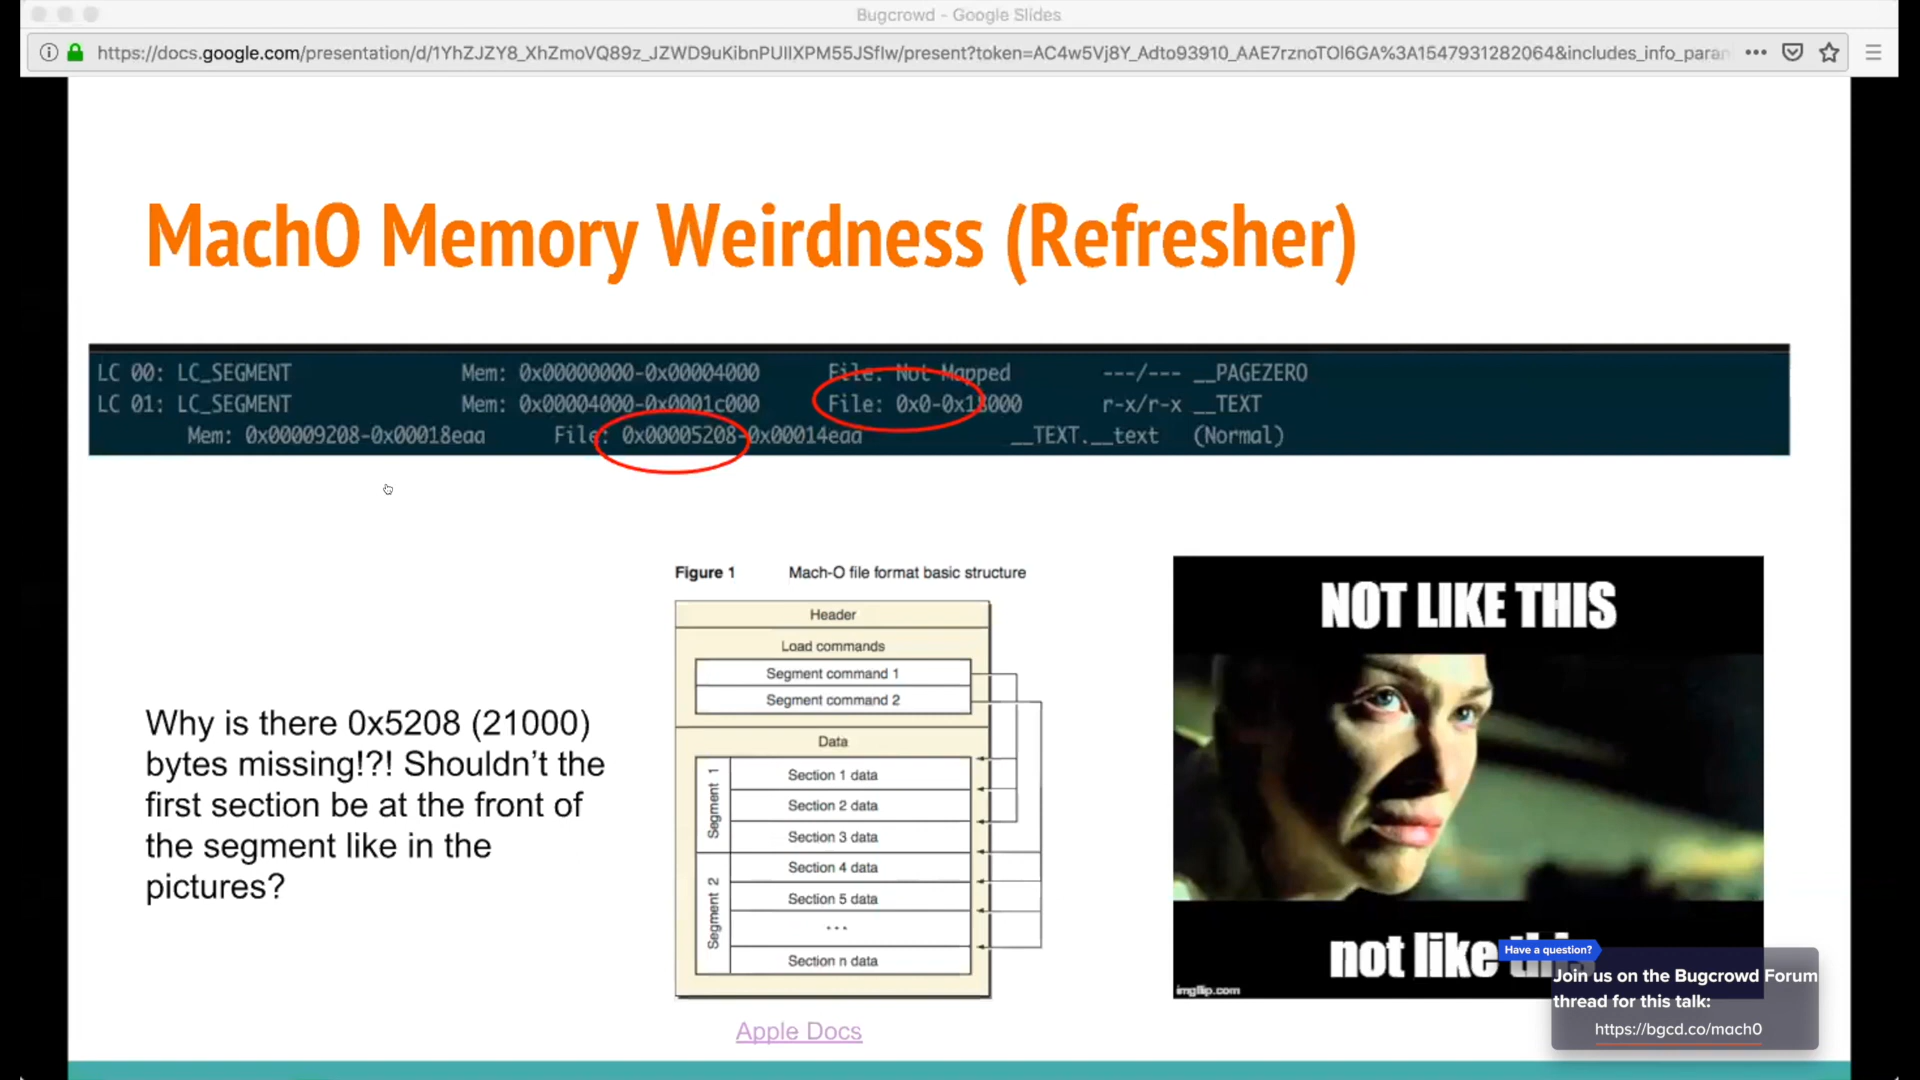 Bugcrowd - Google Slides
https://docs.google.com/presentation/d/1YhZJZY8_XhZmoVQ89z_JZWD9uKibnPUIlXPM55JSflw/present?token=AC4w5Vj8Y_Adto93910_AAE7rznoTOl6GA%3A1547931282064&includes_info_paran
MachO Memory Weirdness (Refresher)
LC 00: LC_SEGMENT Mem: 0x00000000-0x00004000 File: Not Mapped ---/--- __PAGEZERO
LC 01: LC_SEGMENT Mem: 0x00004000-0x0001c000 File: 0x0-0x18000 r-x/r-x __TEXT
Mem: 0x00009208-0x00018eaa File: 0x00005208-0x00014eaa __TEXT.__text (Normal)
Why is there 0x5208 (21000)
bytes missing!?! Shouldn't the
first section be at the front of
the segment like in the
pictures?
Figure 1 Mach-O file format basic structure
Header
Load commands
Segment command 1
Segment command 2
Data
Segment 1
Section 1 data
Section 2 data
Section 3 data
Segment 2
Section 4 data
Section 5 data
...
Section n data
Apple Docs
NOT LIKE THIS
not like this
imgflip.com
Have a question?
Join us on the Bugcrowd Forum
thread for this talk:
https://bgcd.co/mach0